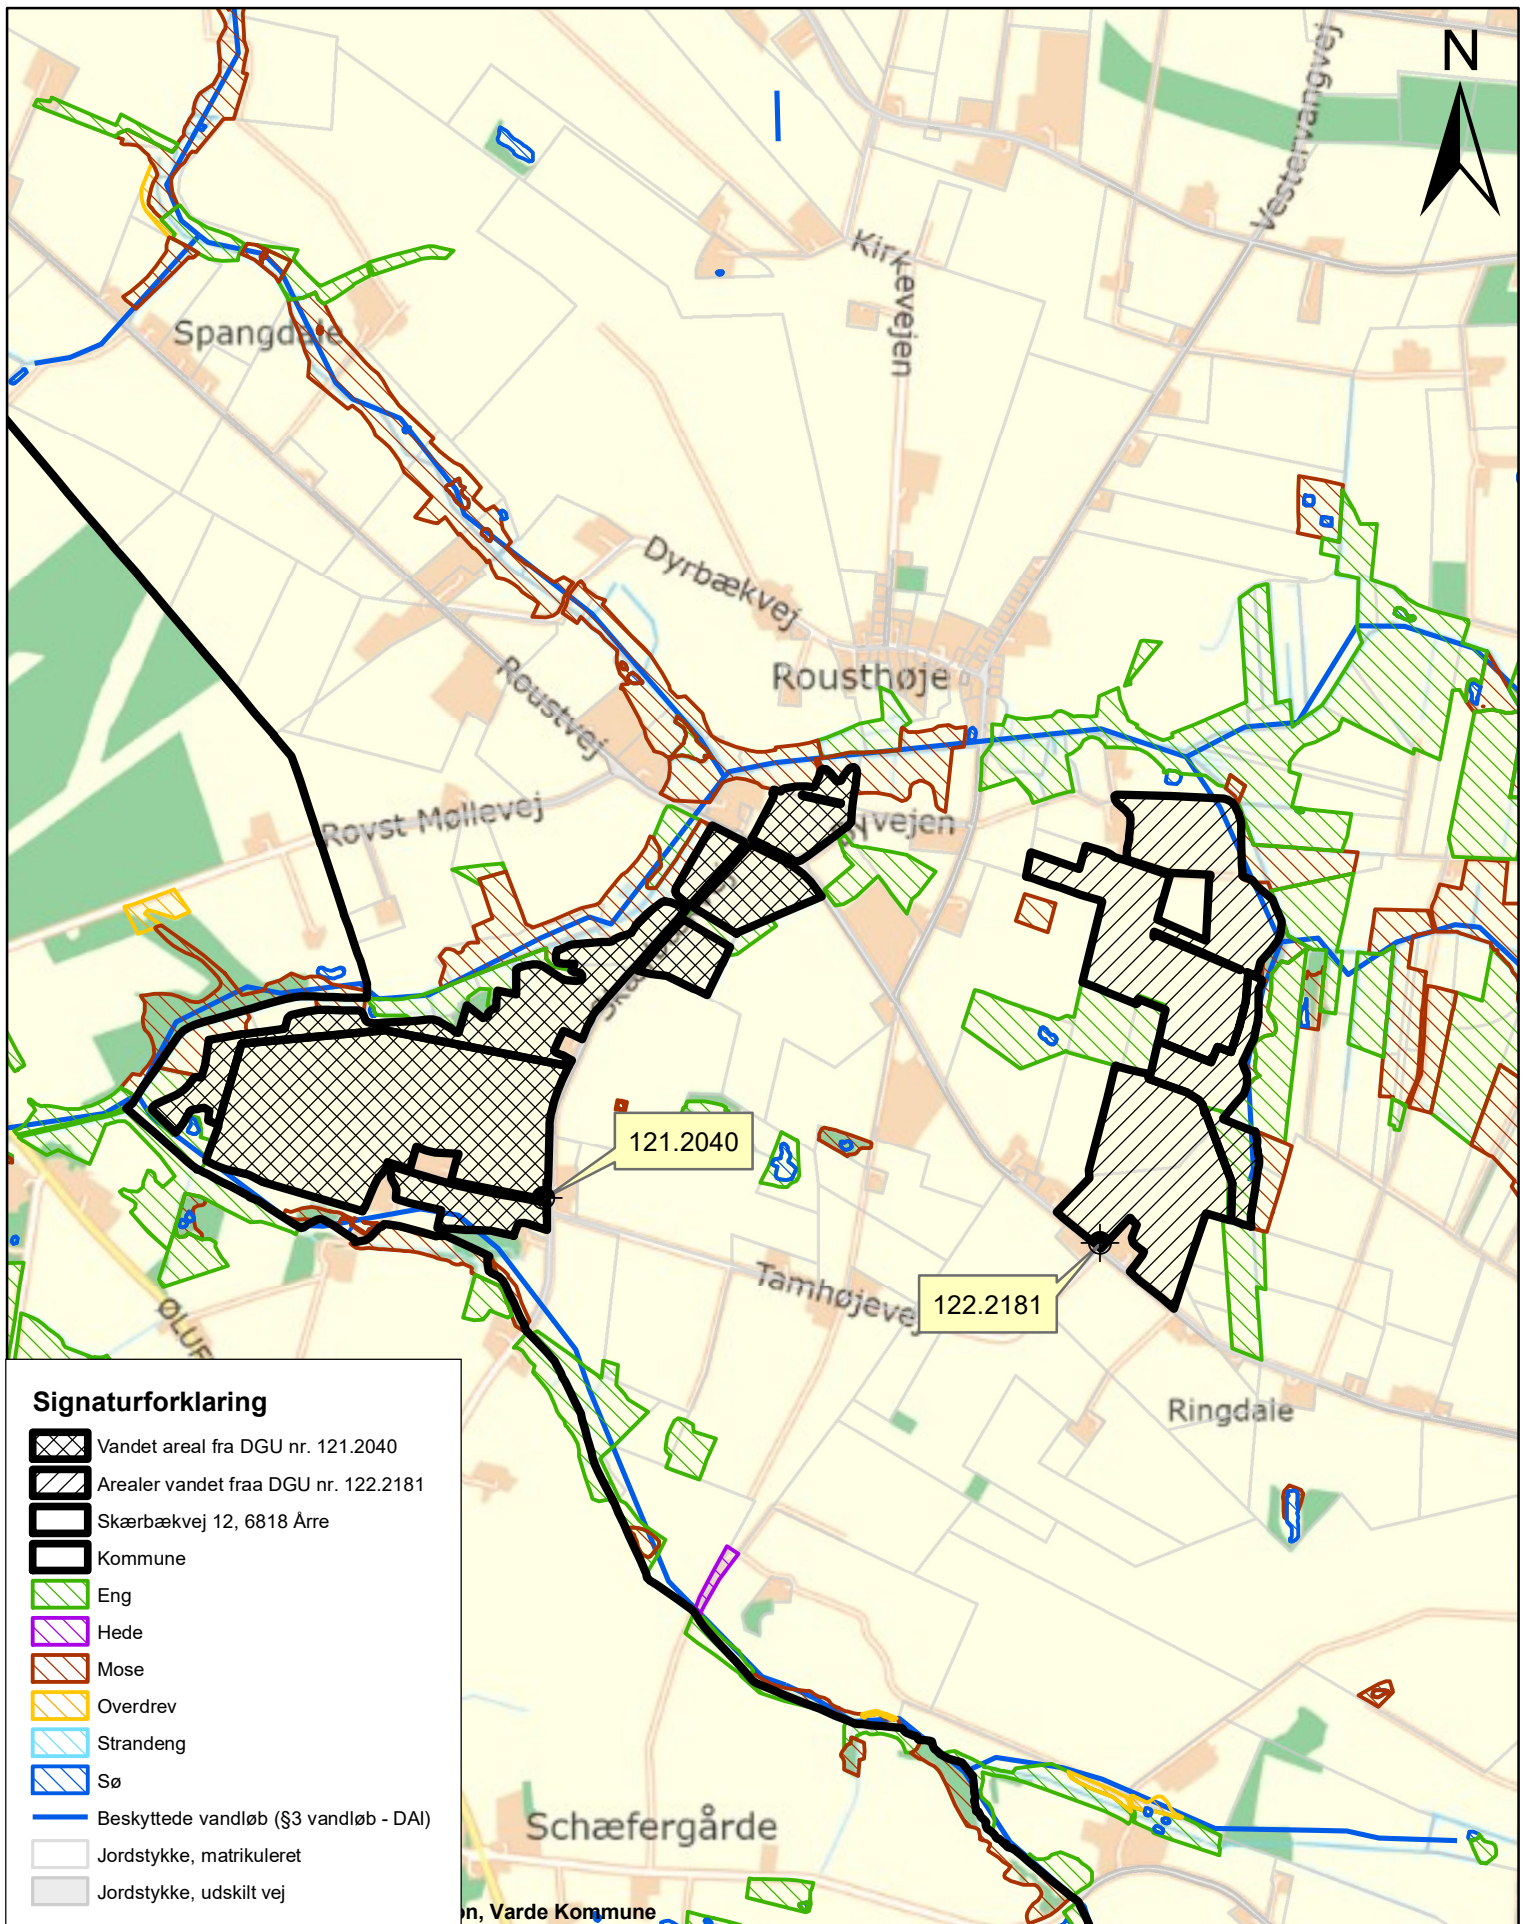 N
Vestervangvej
Kirkevejen
Spangdale
Dyrbækvej
Rousthøje
Roustvej
Rovst Møllevej
vejen
121.2040
Tamhøjevej
122.2181
Ringdale
Signaturforklaring
Vandet areal fra DGU nr. 121.2040
Arealer vandet fraa DGU nr. 122.2181
Skærbækvej 12, 6818 Årre
Kommune
Eng
Hede
Mose
Overdrev
Strandeng
Sø
Beskyttede vandløb (§3 vandløb - DAI)
Jordstykke, matrikuleret
Jordstykke, udskilt vej
Schæfergårde
on, Varde Kommune